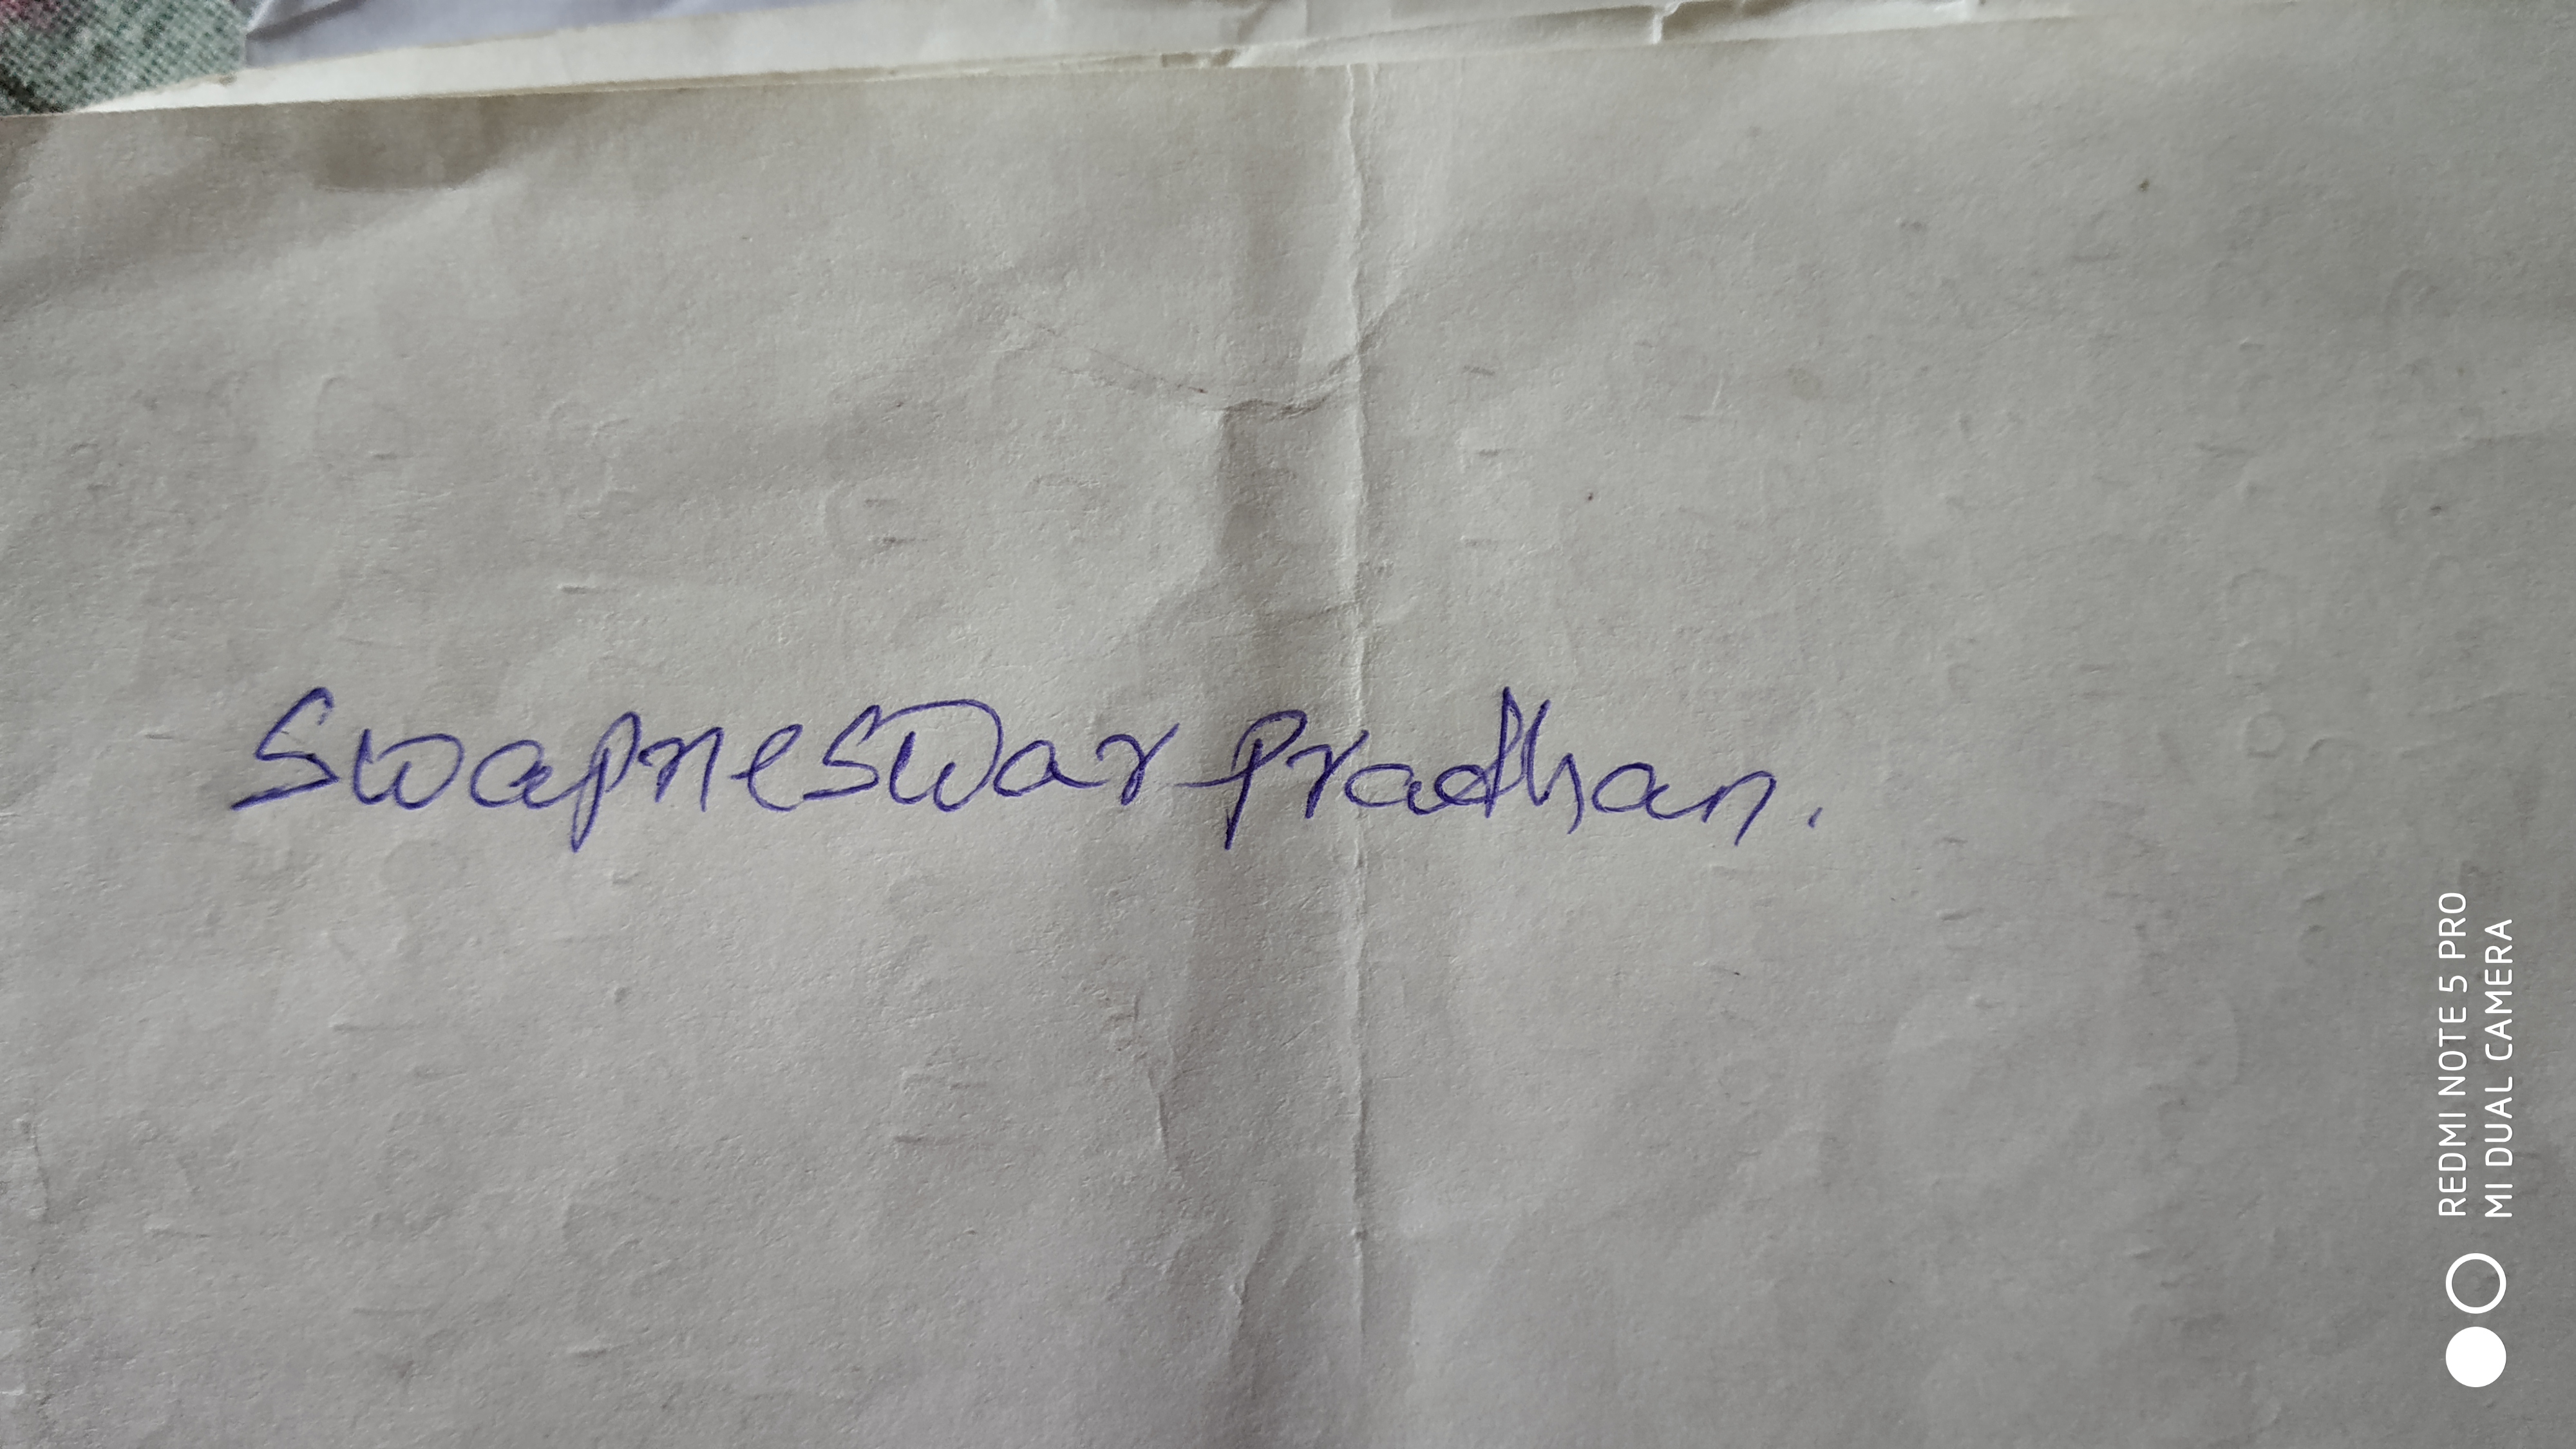 Swapneswar Pradhan.
REDMI NOTE 5 PRO
MI DUAL CAMERA